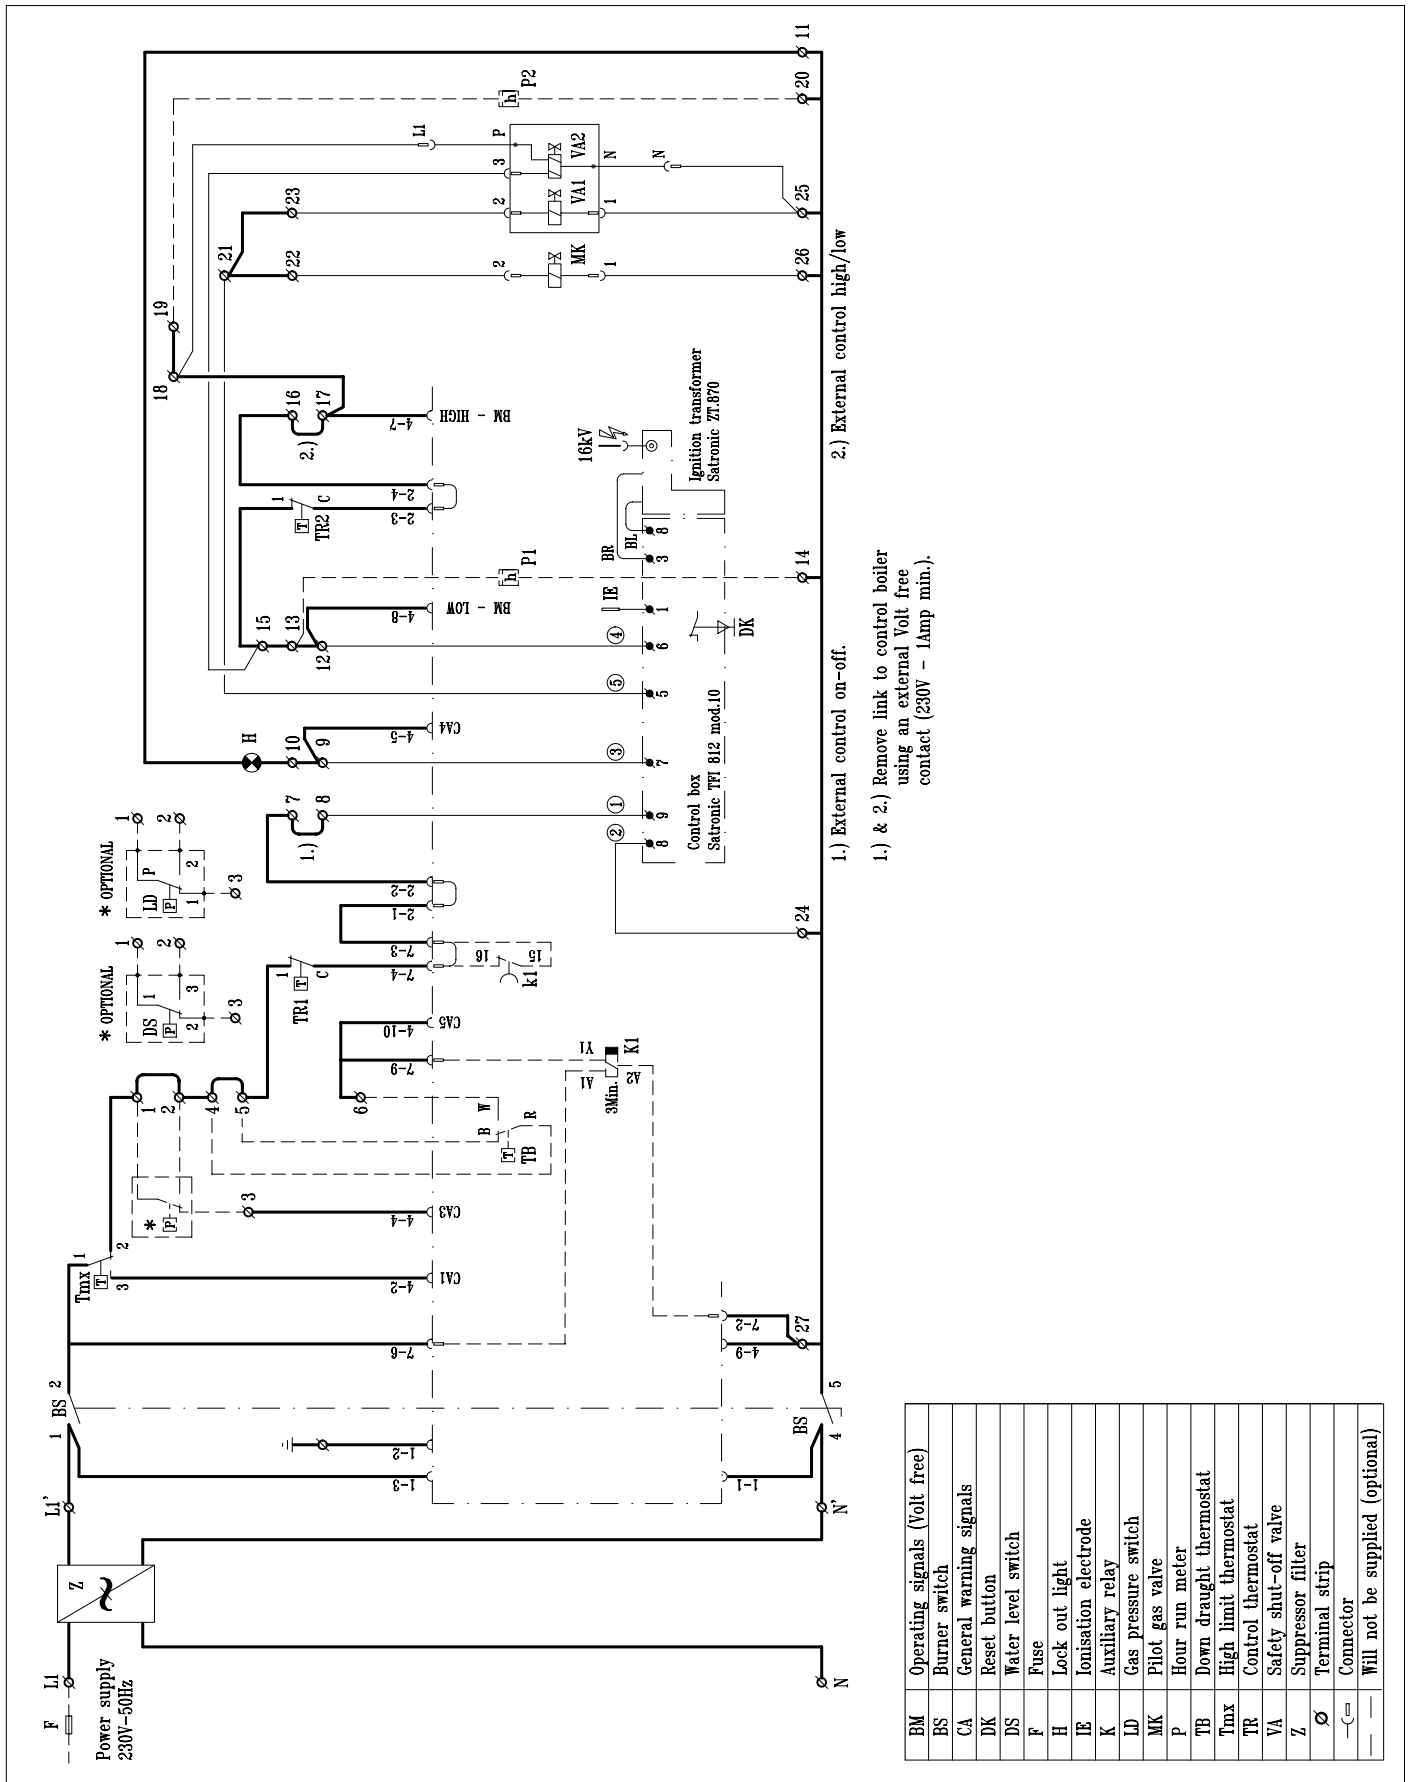 F
L1
Power supply
230V-50Hz
N
Z
L1'
N'
1
BS
2
1-3
1-2
1-1
BS
4
5
7-6
4-9
7-2
27
Tmx
T
1
2
3
4-2
CA1
*
P
3
4-4
CA3
1
2
4
5
6
T
TB
B
W
R
7-9
4-10
CA5
A1
Y1
3Min.
K1
A2
TR1
T
1
C
7-4
7-3
16
15
k1
2-1
2-2
* OPTIONAL
DS
P
1
2
3
1
2
3
* OPTIONAL
LD
P
P
1
2
1
2
3
24
7
8
1.)
H
10
9
4-5
CA4
2
1
3
5
4
8
9
7
5
6
1
3
8
Control box
Satronic TFI 812 mod.10
DK
IE
BR
BL
16kV
Ignition transformer
Satronic ZT.870
15
13
12
4-8
BM - LOW
h
P1
14
TR2
T
1
C
2-3
2-4
2.)
16
17
4-7
BM - HIGH
18
19
21
22
23
2
MK
1
26
2
VA1
1
25
3
P
VA2
N
N
L1
h
P2
20
11
1.) External control on-off.
2.) External control high/low
1.) & 2.) Remove link to control boiler
using an external Volt free
contact (230V - 1Amp min.).
BM Operating signals (Volt free)
BS Burner switch
CA General warning signals
DK Reset button
DS Water level switch
F Fuse
H Lock out light
IE Ionisation electrode
K Auxiliary relay
LD Gas pressure switch
MK Pilot gas valve
P Hour run meter
TB Down draught thermostat
Tmx High limit thermostat
TR Control thermostat
VA Safety shut-off valve
Z Suppressor filter
Terminal strip
Connector
Will not be supplied (optional)